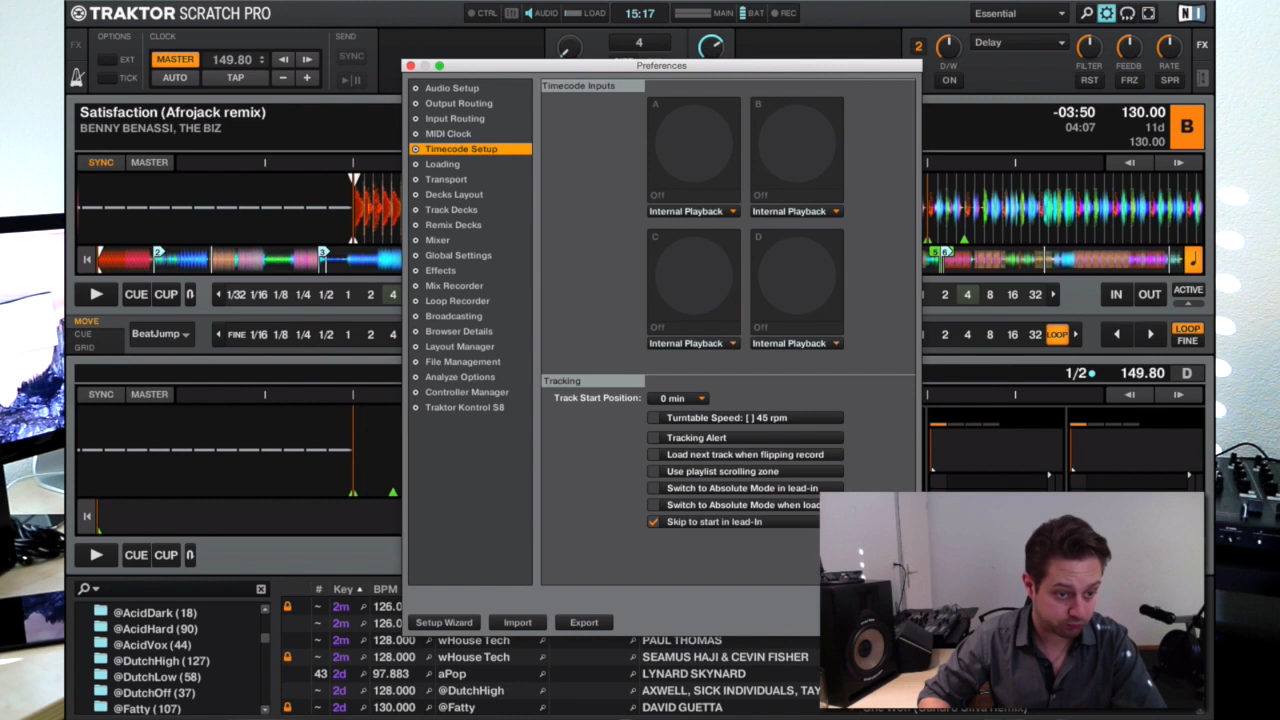 TRAKTOR SCRATCH PRO
CTRL AUDIO LOAD 15:17 MAIN BAT REC
Essential
FX
OPTIONS
EXT
TICK
CLOCK
MASTER 149.80
AUTO TAP
SEND
SYNC
4
2
D/W
ON
Delay
FILTER FEEDB RATE
RST FRZ SPR
FX
Satisfaction (Afrojack remix)
BENNY BENASSI, THE BIZ
SYNC MASTER
-03:50 130.00
04:07 11d
130.00
B
CUE CUP
1/32 1/16 1/8 1/4 1/2 1 2 4
2 4 8 16 32
IN OUT
ACTIVE
MOVE
CUE
GRID
BeatJump
FINE 1/16 1/8 1/4 1/2 1 2 4
2 4 8 16 32 LOOP
LOOP
FINE
SYNC MASTER
1/2 149.80 D
CUE CUP
Preferences
Audio Setup
Output Routing
Input Routing
MIDI Clock
Timecode Setup
Loading
Transport
Decks Layout
Track Decks
Remix Decks
Mixer
Global Settings
Effects
Mix Recorder
Loop Recorder
Broadcasting
Browser Details
Layout Manager
File Management
Analyze Options
Controller Manager
Traktor Kontrol S8
Timecode Inputs
A B
Off Off
Internal Playback Internal Playback
C D
Off Off
Internal Playback Internal Playback
Tracking
Track Start Position: 0 min
Turntable Speed: [ ] 45 rpm
Tracking Alert
Load next track when flipping record
Use playlist scrolling zone
Switch to Absolute Mode in lead-in
Switch to Absolute Mode when load
Skip to start in lead-In
Setup Wizard Import Export
@AcidDark (18)
@AcidHard (90)
@AcidVox (44)
@DutchHigh (127)
@DutchLow (58)
@DutchOff (37)
@Fatty (107)
# Key BPM
~ 2m 126.0
~ 2m 126.0
~ 2m 128.000 wHouse Tech PAUL THOMAS
~ 2m 128.000 wHouse Tech SEAMUS HAJI & CEVIN FISHER
43 2d 97.883 aPop LYNARD SKYNARD
~ 2d 128.000 @DutchHigh AXWELL, SICK INDIVIDUALS, TAY
~ 2d 130.000 @Fatty DAVID GUETTA